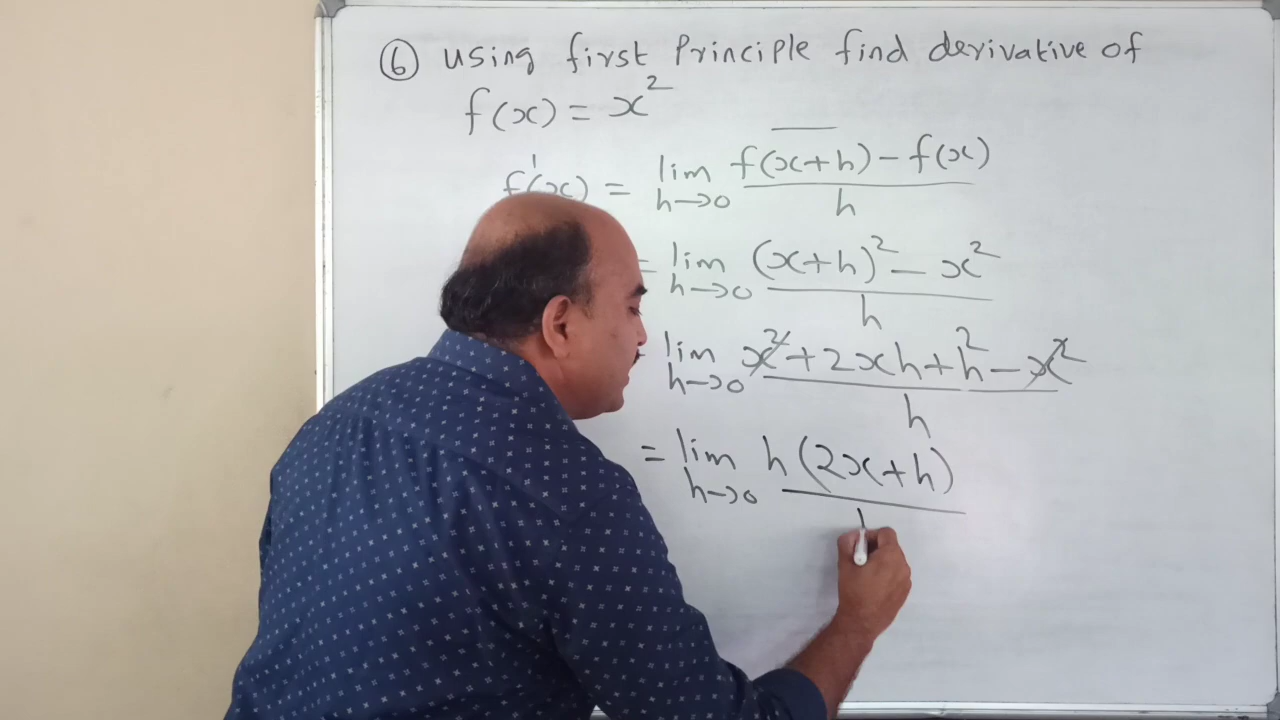 ⑥ Using first Principle find derivative of
f(x) = x²
f'(x) = lim h→0 f(x+h) – f(x) / h
= lim h→0 (x+h)² – x² / h
lim h→0 x² + 2xh + h² – x² / h
= lim h→0 h(2x+h)